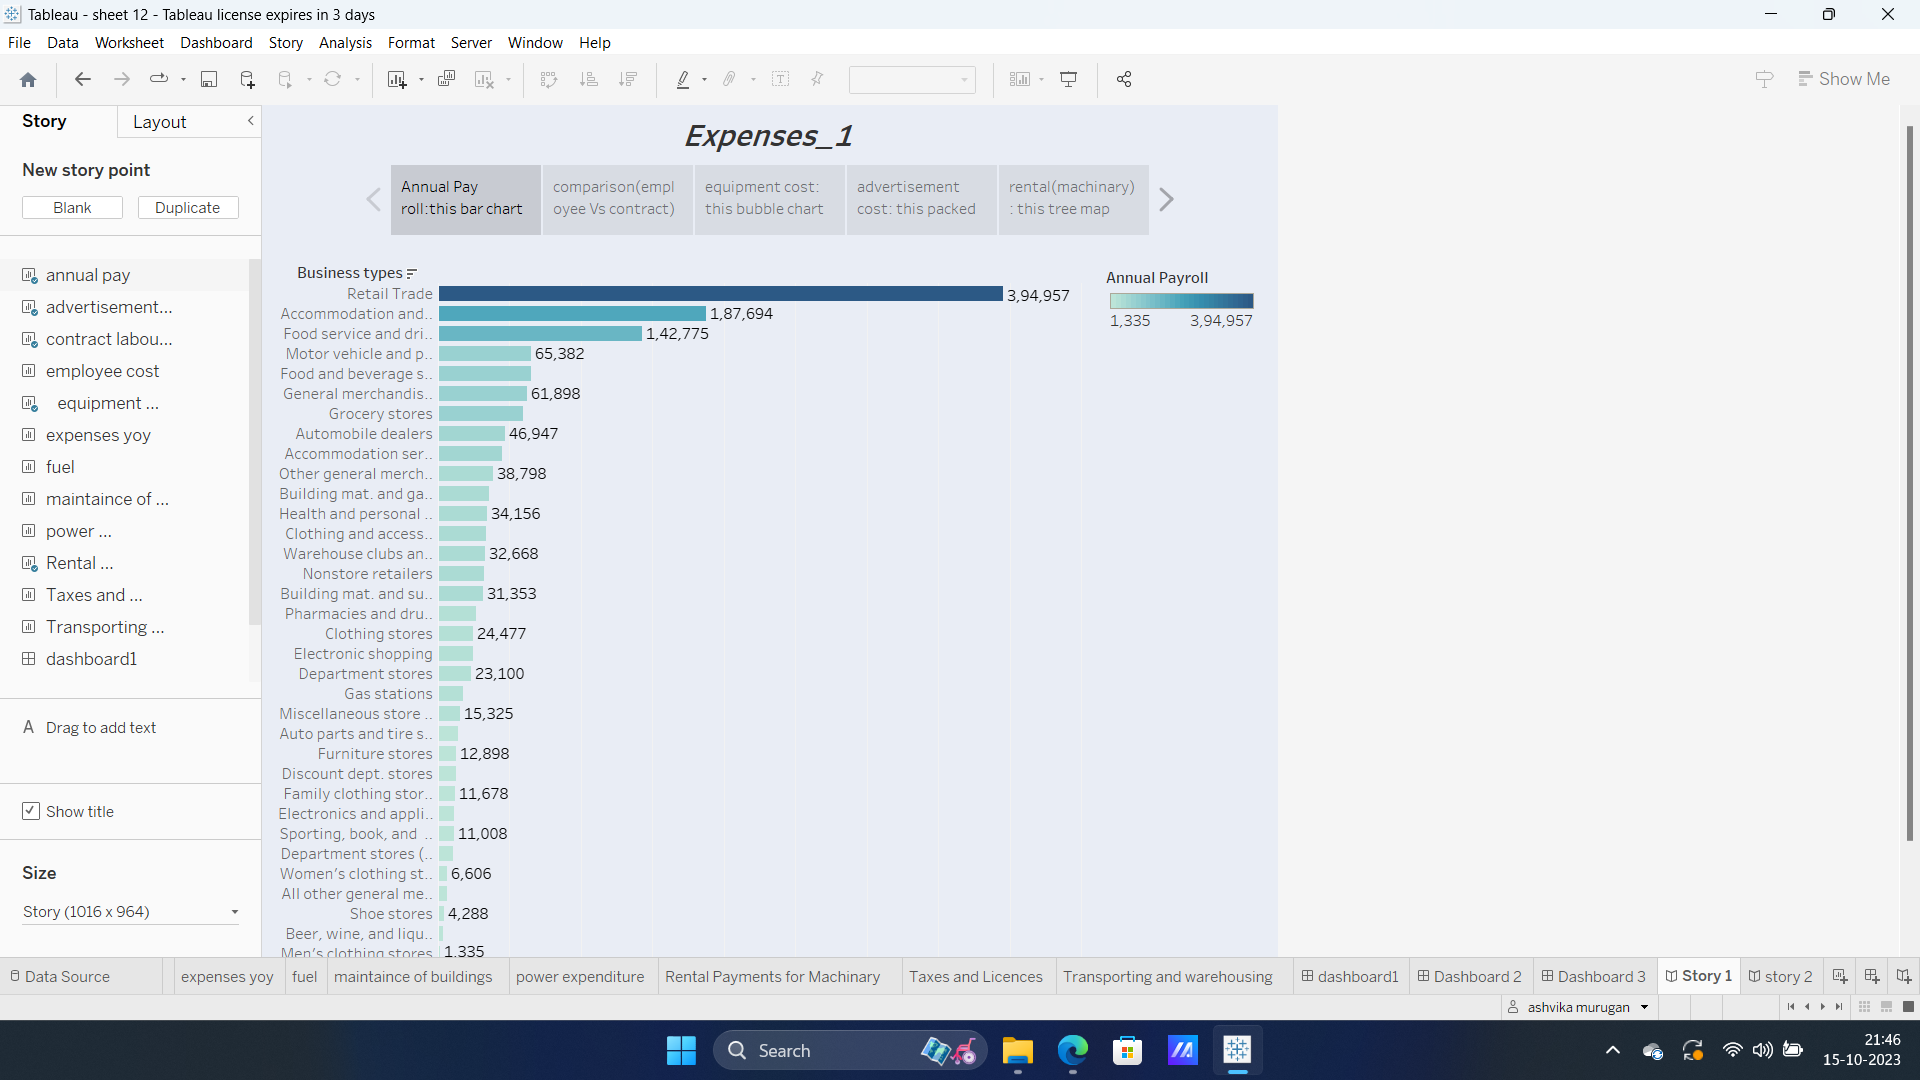 Tableau - sheet 12 - Tableau license expires in 3 days
File Data Worksheet Dashboard Story Analysis Format Server Window Help
Show Me
Story
Layout
New story point
Blank
Duplicate
annual pay
advertisement...
contract labou...
employee cost
equipment ...
expenses yoy
fuel
maintaince of ...
power ...
Rental ...
Taxes and ...
Transporting ...
dashboard1
A Drag to add text
Show title
Size
Story (1016 x 964)
Expenses_1
Annual Pay
roll:this bar chart
comparison(empl
oyee Vs contract)
equipment cost:
this bubble chart
advertisement
cost: this packed
rental(machinary)
: this tree map
Business types
Retail Trade 3,94,957
Accommodation and.. 1,87,694
Food service and dri.. 1,42,775
Motor vehicle and p.. 65,382
Food and beverage s..
General merchandis.. 61,898
Grocery stores
Automobile dealers 46,947
Accommodation ser..
Other general merch.. 38,798
Building mat. and ga..
Health and personal .. 34,156
Clothing and access..
Warehouse clubs an.. 32,668
Nonstore retailers
Building mat. and su.. 31,353
Pharmacies and dru..
Clothing stores 24,477
Electronic shopping
Department stores 23,100
Gas stations
Miscellaneous store .. 15,325
Auto parts and tire s..
Furniture stores 12,898
Discount dept. stores
Family clothing stor.. 11,678
Electronics and appli..
Sporting, book, and .. 11,008
Department stores (..
Women's clothing st.. 6,606
All other general me..
Shoe stores 4,288
Beer, wine, and liqu..
Men's clothing stores 1,335
Annual Payroll
1,335 3,94,957
Data Source
expenses yoy
fuel
maintaince of buildings
power expenditure
Rental Payments for Machinary
Taxes and Licences
Transporting and warehousing
dashboard1
Dashboard 2
Dashboard 3
Story 1
story 2
ashvika murugan
Search
21:46
15-10-2023